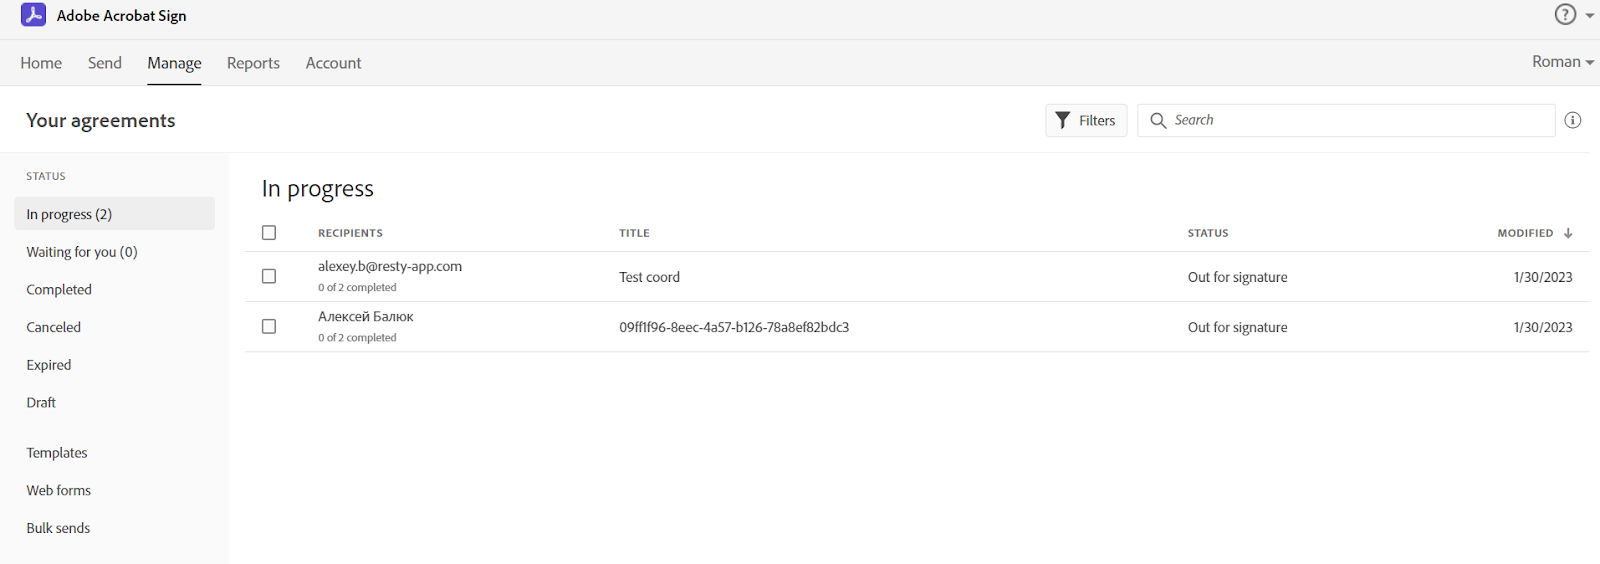 Adobe Acrobat Sign
Home Send Manage Reports Account Roman
Your agreements Filters Search
STATUS
In progress (2)
Waiting for you (0)
Completed
Canceled
Expired
Draft
Templates
Web forms
Bulk sends
In progress
RECIPIENTS TITLE STATUS MODIFIED
alexey.b@resty-app.com
0 of 2 completed
Test coord Out for signature 1/30/2023
Алексей Балюк
0 of 2 completed
09ff1f96-8eec-4a57-b126-78a8ef82bdc3 Out for signature 1/30/2023